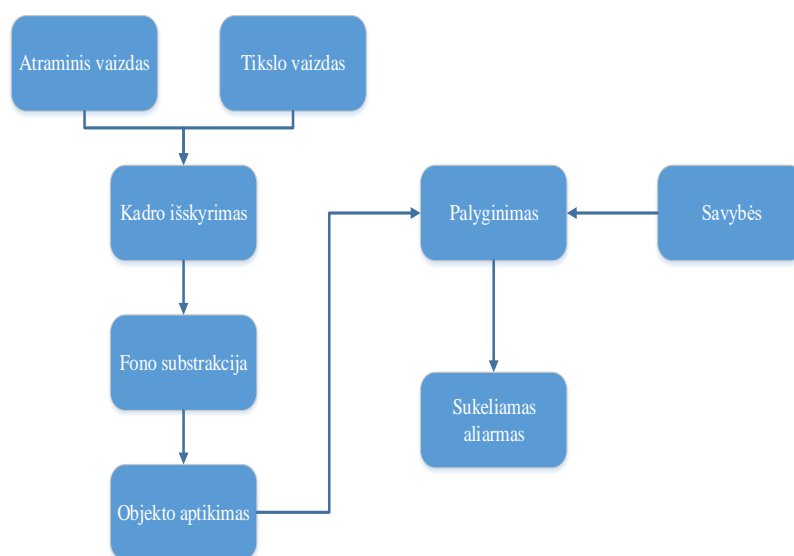 Atraminis vaizdas
Tikslo vaizdas
Kadro išskyrimas
Palyginimas
Savybės
Fono substrakcija
Sukeliamas
aliarmas
Objekto aptikimas